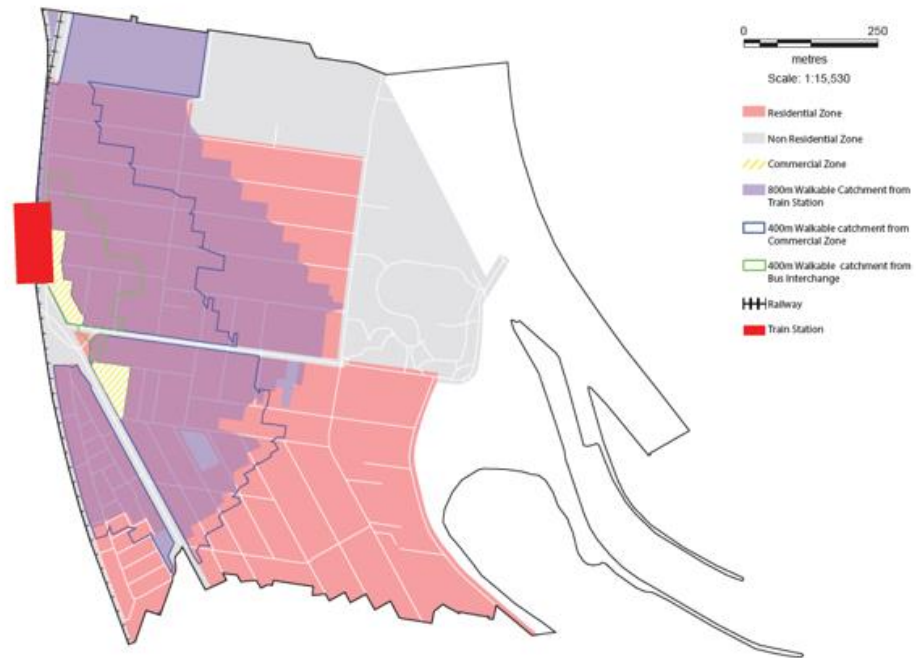 0 250
metres
Scale: 1:15,530
Residential Zone
Non Residential Zone
Commercial Zone
800m Walkable Catchment from
Train Station
400m Walkable catchment from
Commercial Zone
400m Walkable catchment from
Bus Interchange
Railway
Train Station